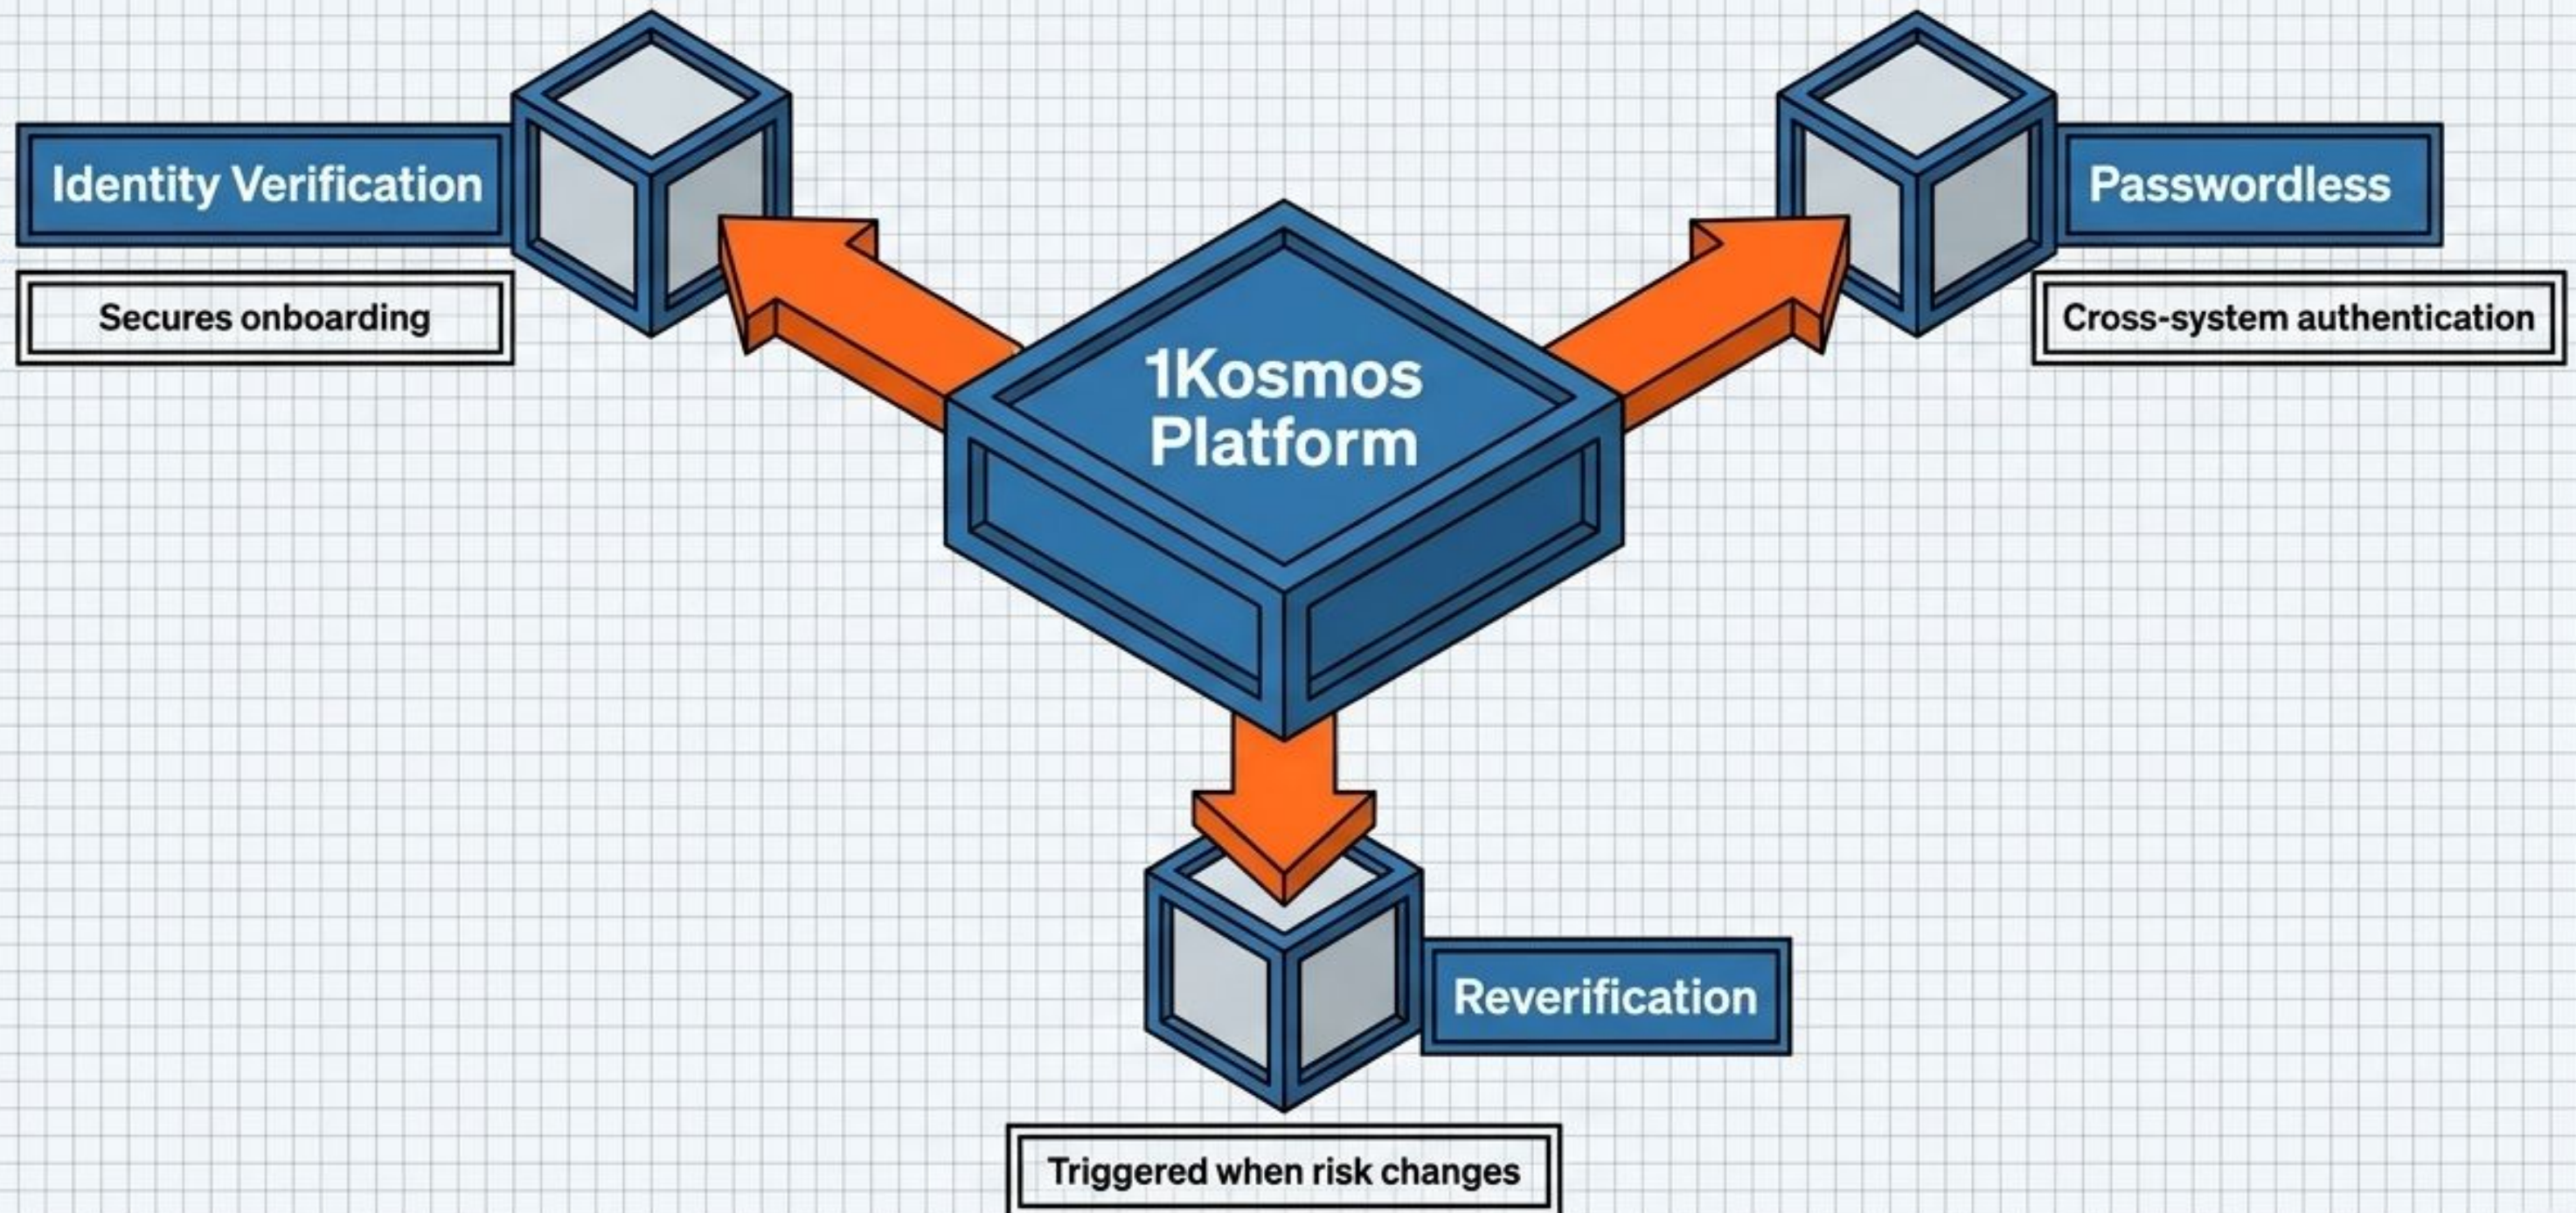 Identity Verification
Secures onboarding
Passwordless
Cross-system authentication
1Kosmos
Platform
Reverification
Triggered when risk changes